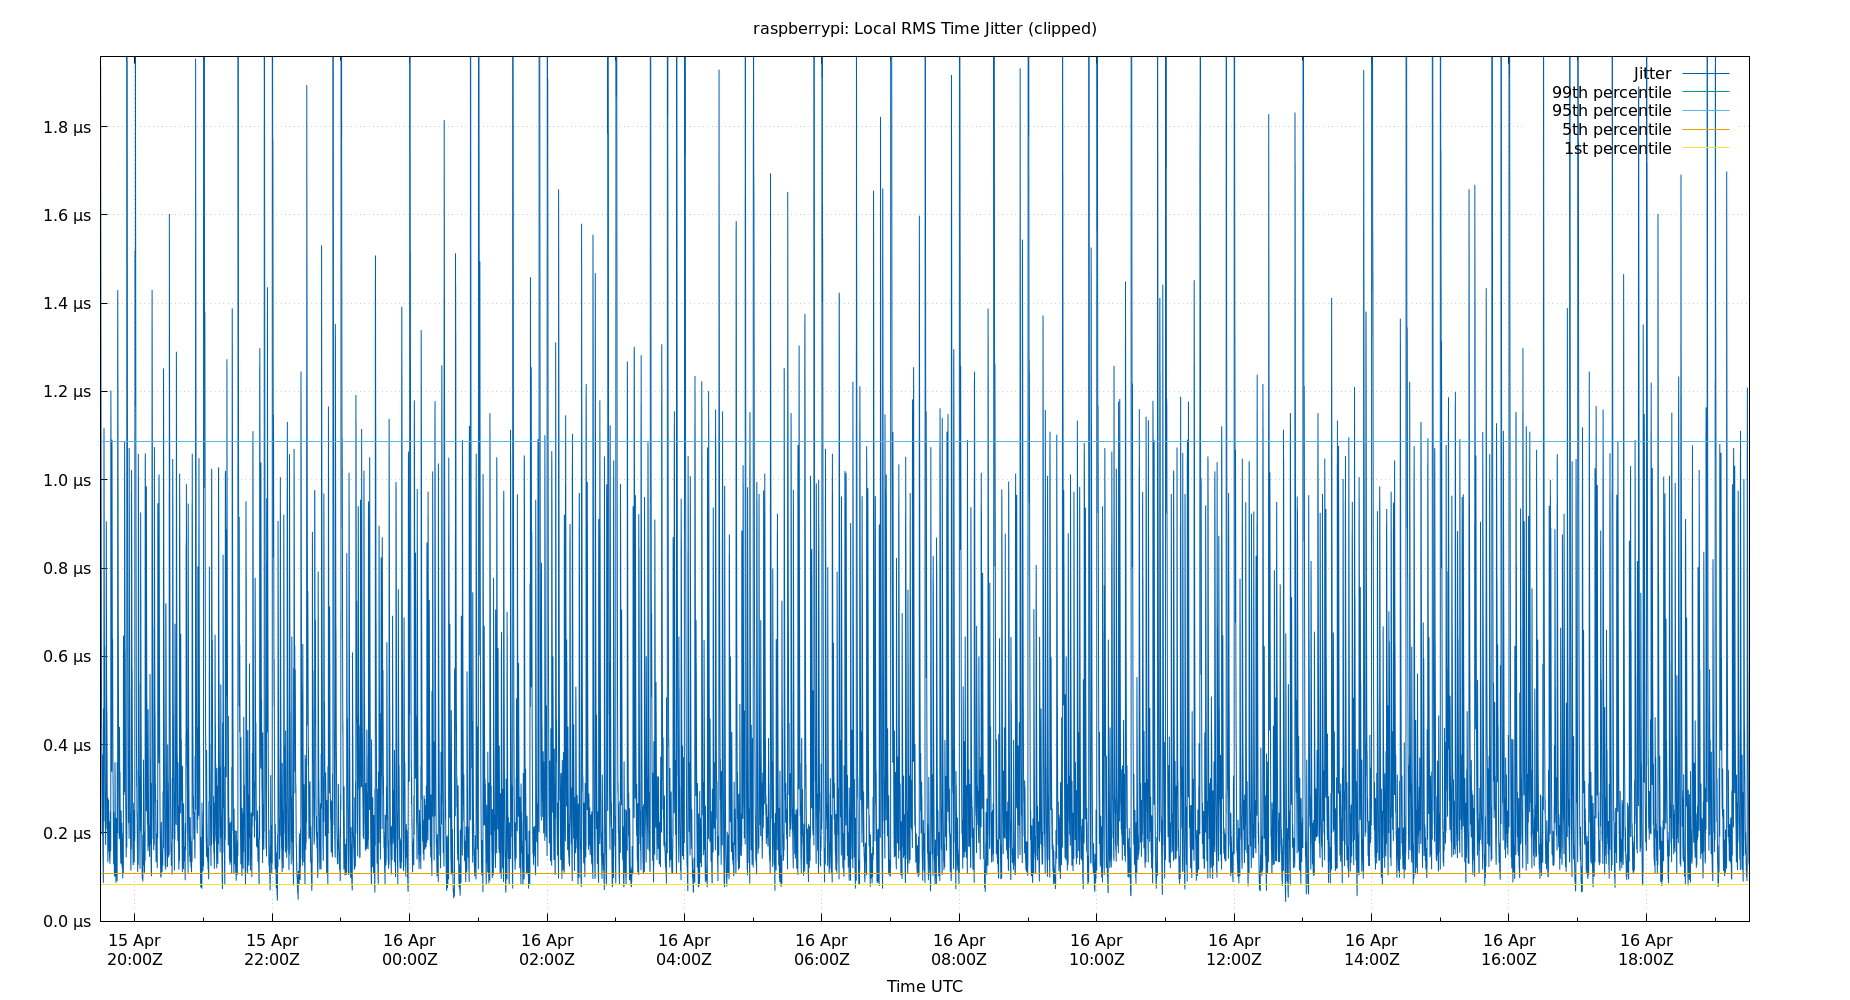 raspberrypi: Local RMS Time Jitter (clipped)
Jitter
99th percentile
95th percentile
5th percentile
1st percentile
1.8 µs
1.6 µs
1.4 µs
1.2 µs
1.0 µs
0.8 µs
0.6 µs
0.4 µs
0.2 µs
0.0 µs
15 Apr 15 Apr 16 Apr 16 Apr 16 Apr 16 Apr 16 Apr 16 Apr 16 Apr 16 Apr 16 Apr 16 Apr
20:00Z 22:00Z 00:00Z 02:00Z 04:00Z 06:00Z 08:00Z 10:00Z 12:00Z 14:00Z 16:00Z 18:00Z
Time UTC